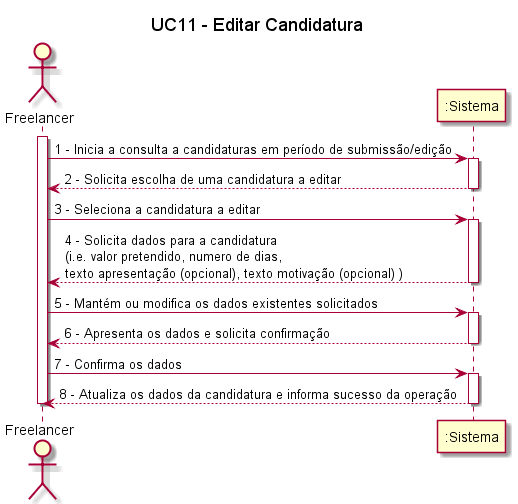 UC11 - Editar Candidatura
Freelancer
:Sistema
1 - Inicia a consulta a candidaturas em período de submissão/edição
2 - Solicita escolha de uma candidatura a editar
3 - Seleciona a candidatura a editar
4 - Solicita dados para a candidatura
(i.e. valor pretendido, numero de dias,
texto apresentação (opcional), texto motivação (opcional) )
5 - Mantém ou modifica os dados existentes solicitados
6 - Apresenta os dados e solicita confirmação
7 - Confirma os dados
8 - Atualiza os dados da candidatura e informa sucesso da operação
Freelancer
:Sistema